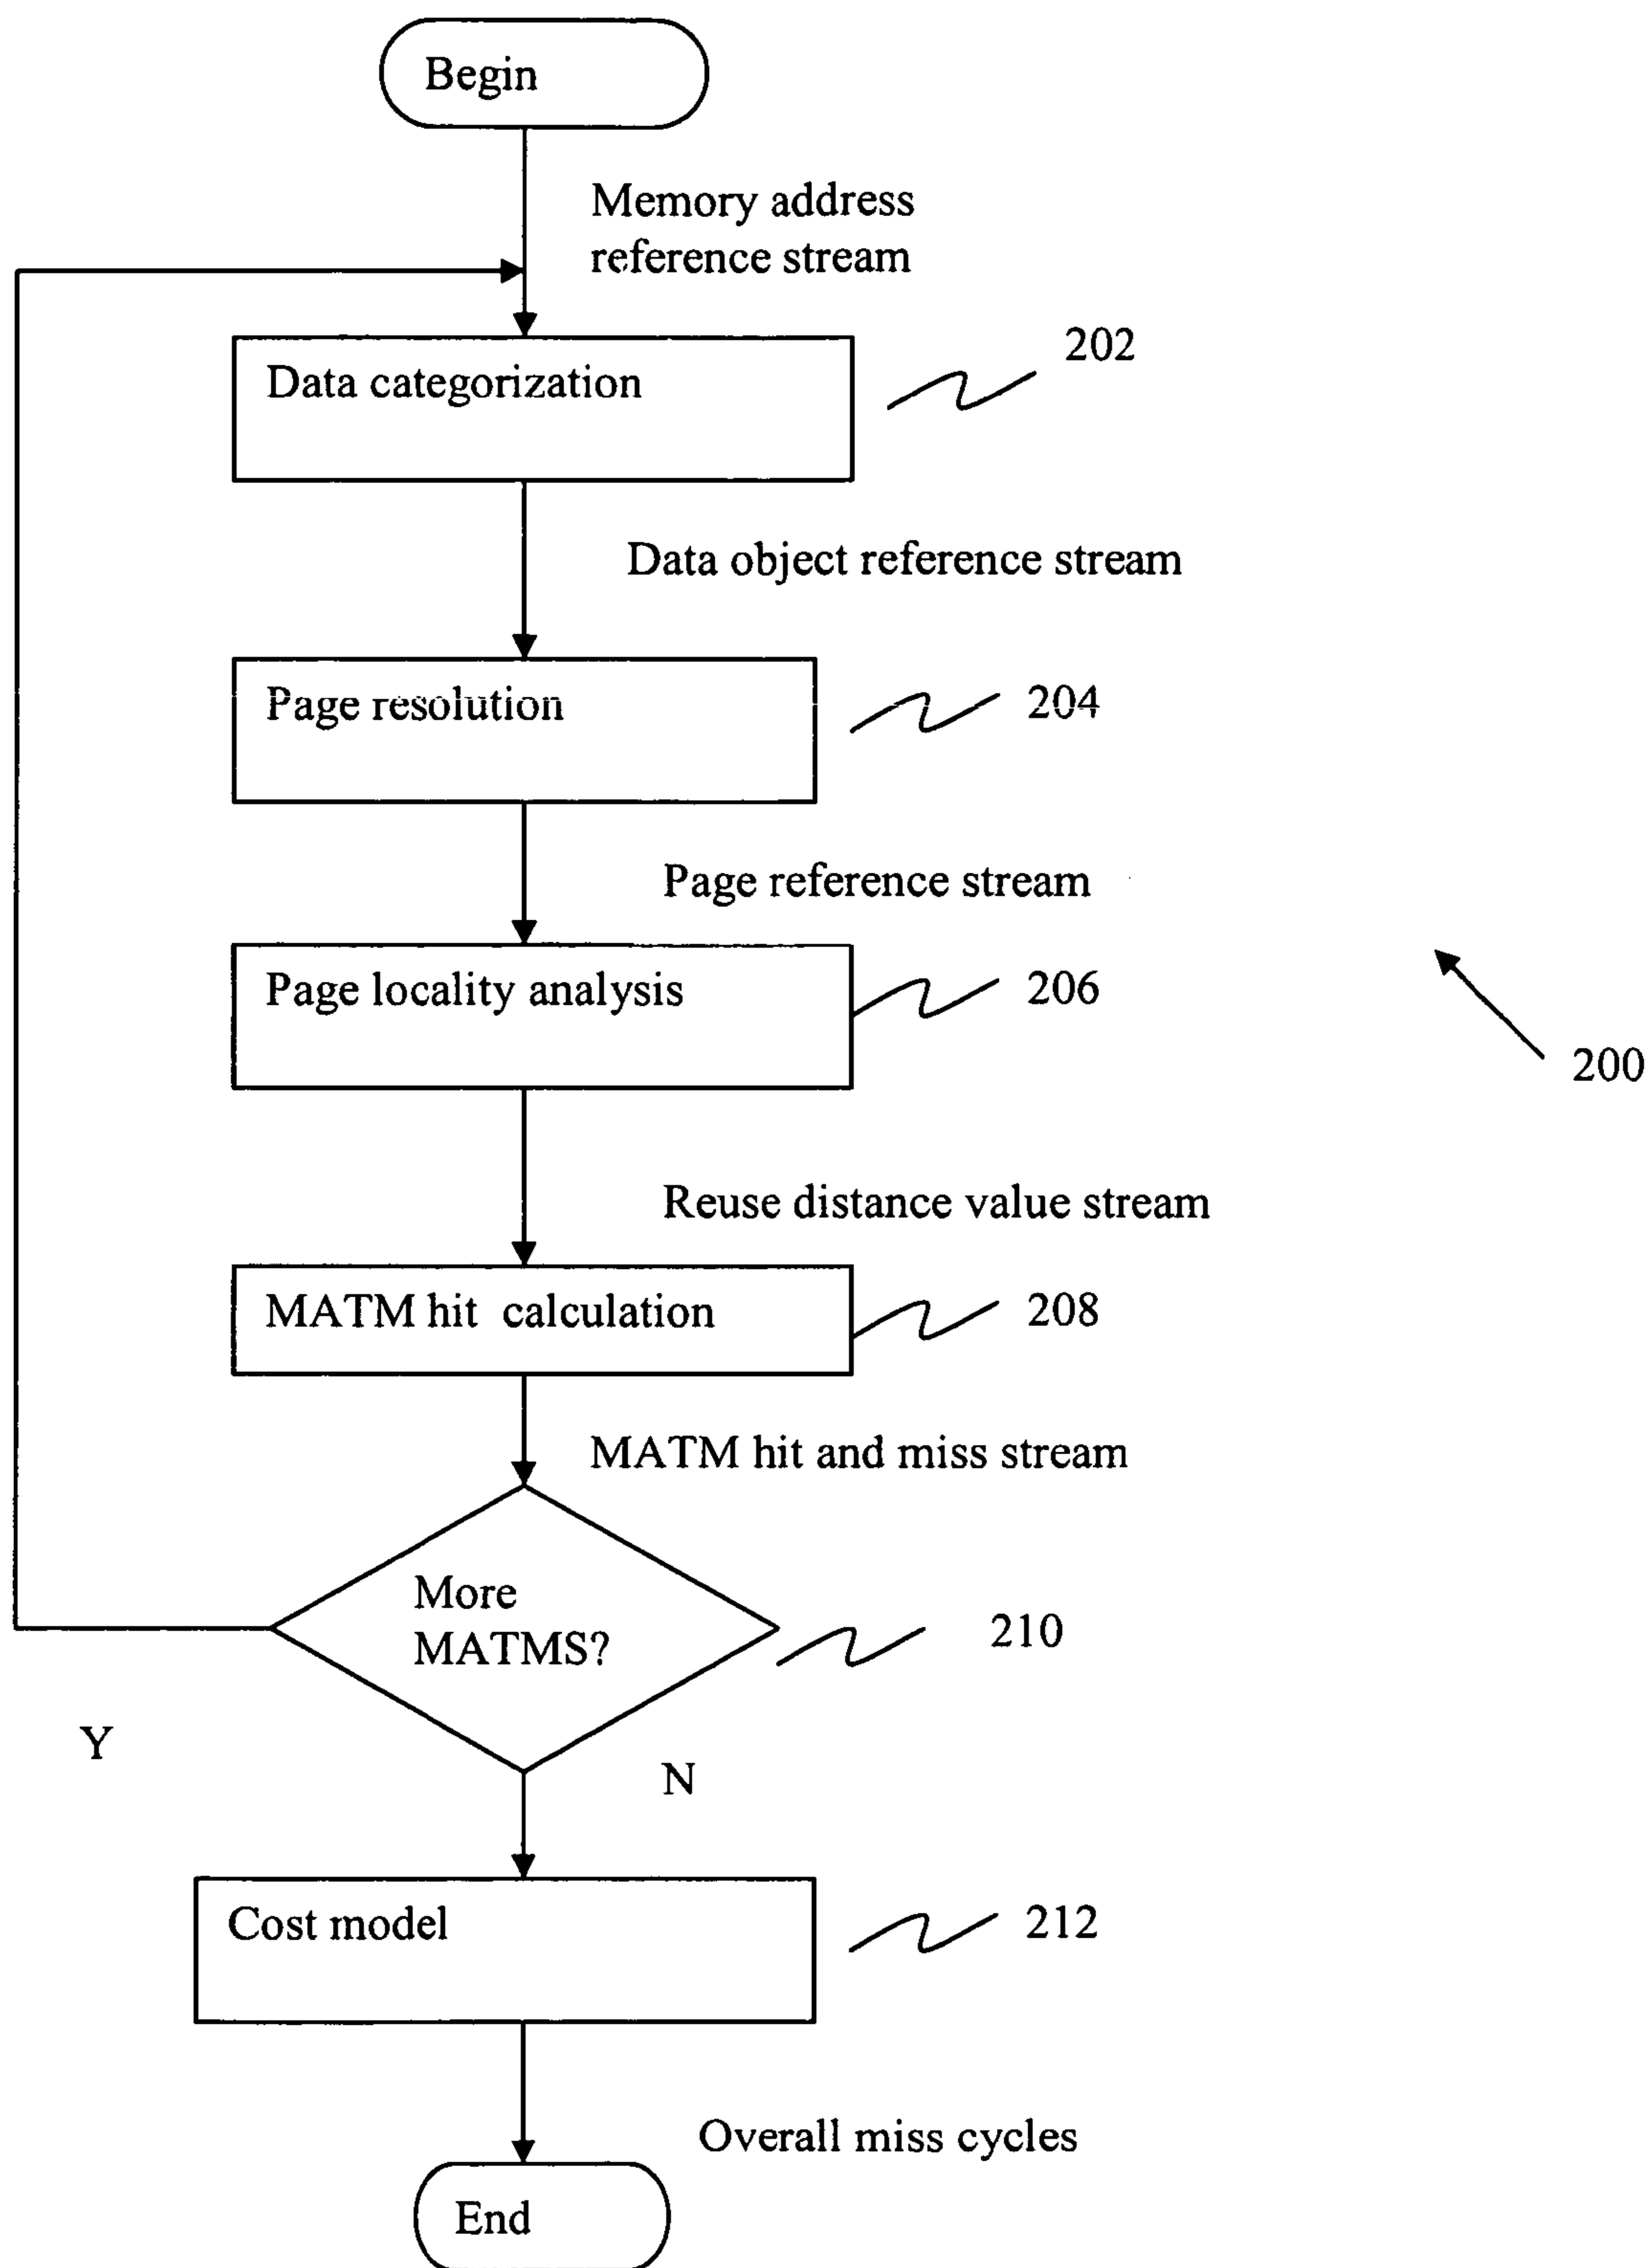 Begin
Memory address
reference stream
202
Data categorization
Data object reference stream
Page resolution
204
Page reference stream
Page locality analysis
206
200
Reuse distance value stream
MATM hit calculation
208
MATM hit and miss stream
More
MATMS?
210
Y
N
Cost model
212
Overall miss cycles
End